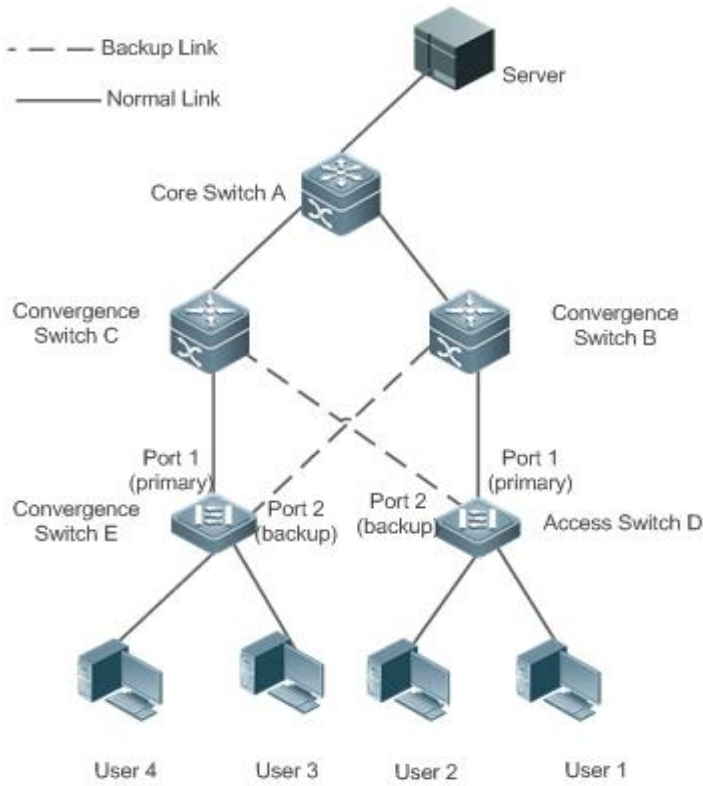 Backup Link
Server
Normal Link
Core Switch A
Convergence
Switch C
Convergence
Switch B
Port 1
(primary)
Port 1
(primary)
Convergence
Switch E
Port 2
(backup)
Port 2
(backup)
Access Switch D
User 4
User 3
User 2
User 1